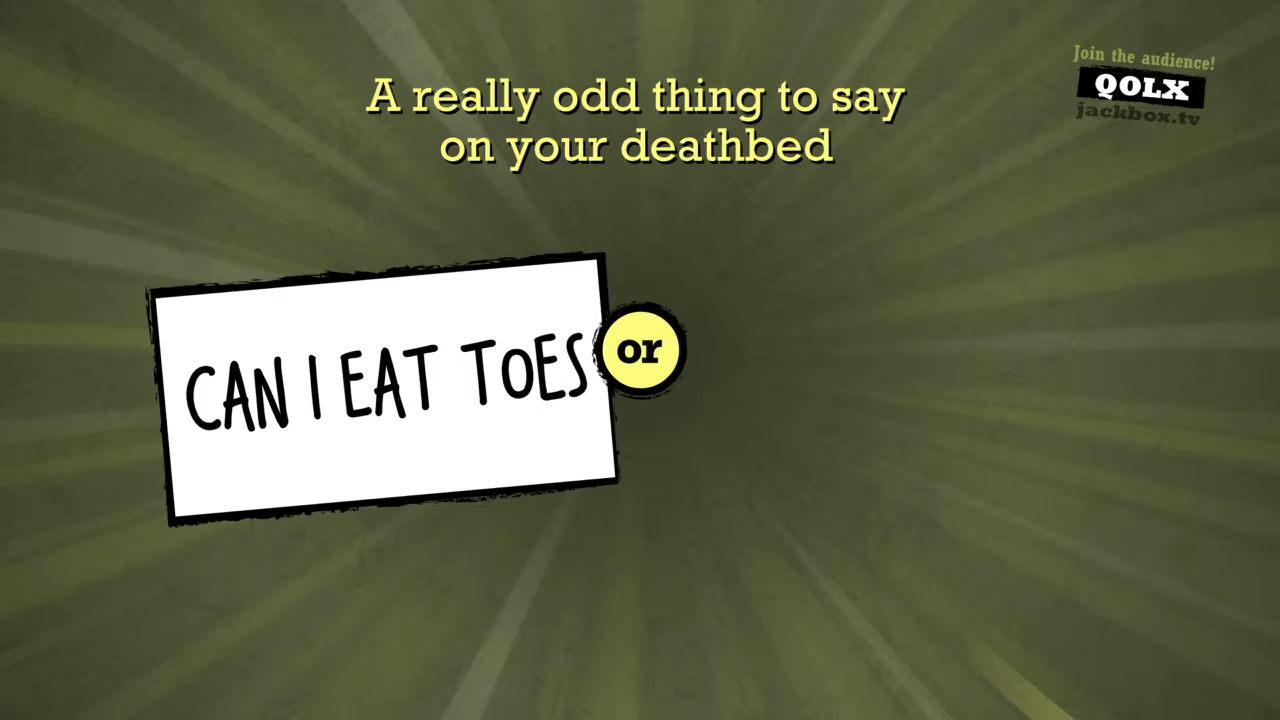 Join the audience!
QOLX
jackbox.tv
A really odd thing to say
on your deathbed
CAN I EAT TOES
or